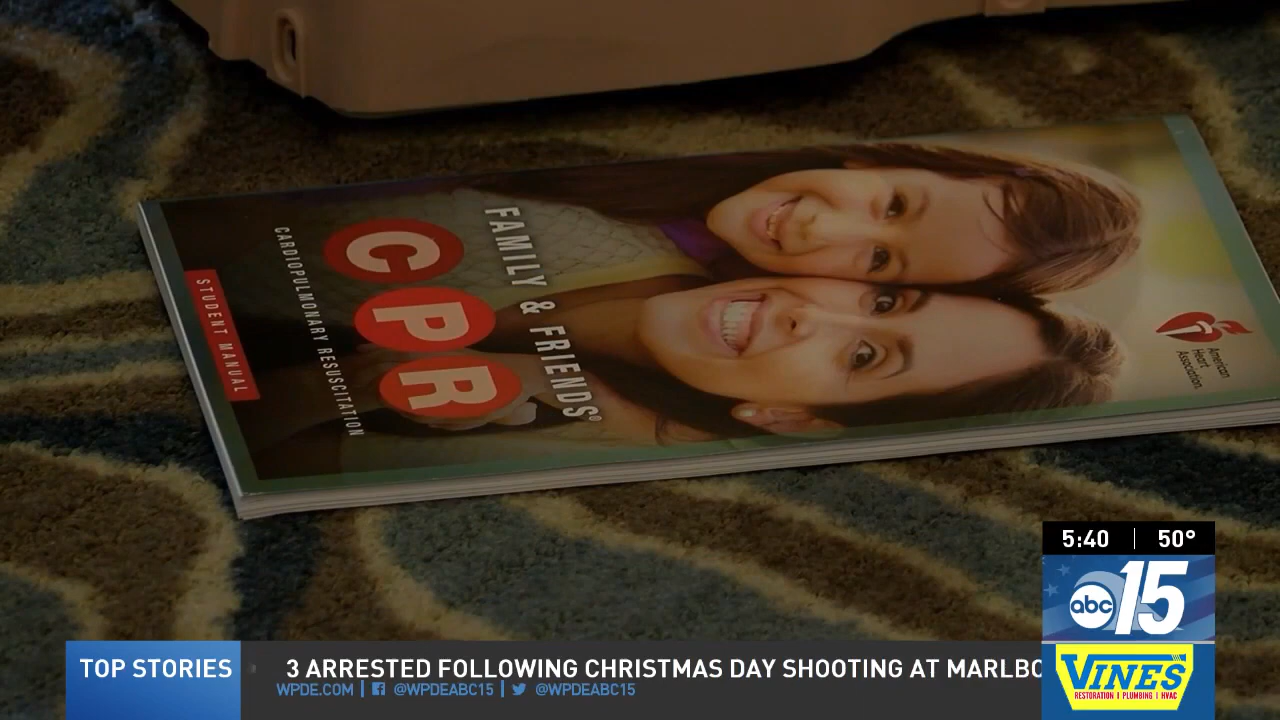 FAMILY & FRIENDS®
CPR
CARDIOPULMONARY RESUSCITATION
STUDENT MANUAL
American
Heart
Association.
5:40 | 50°
abc 15
VINES
RESTORATION | PLUMBING | HVAC
TOP STORIES
3 ARRESTED FOLLOWING CHRISTMAS DAY SHOOTING AT MARLBO
WPDE.COM | @WPDEABC15 | @WPDEABC15